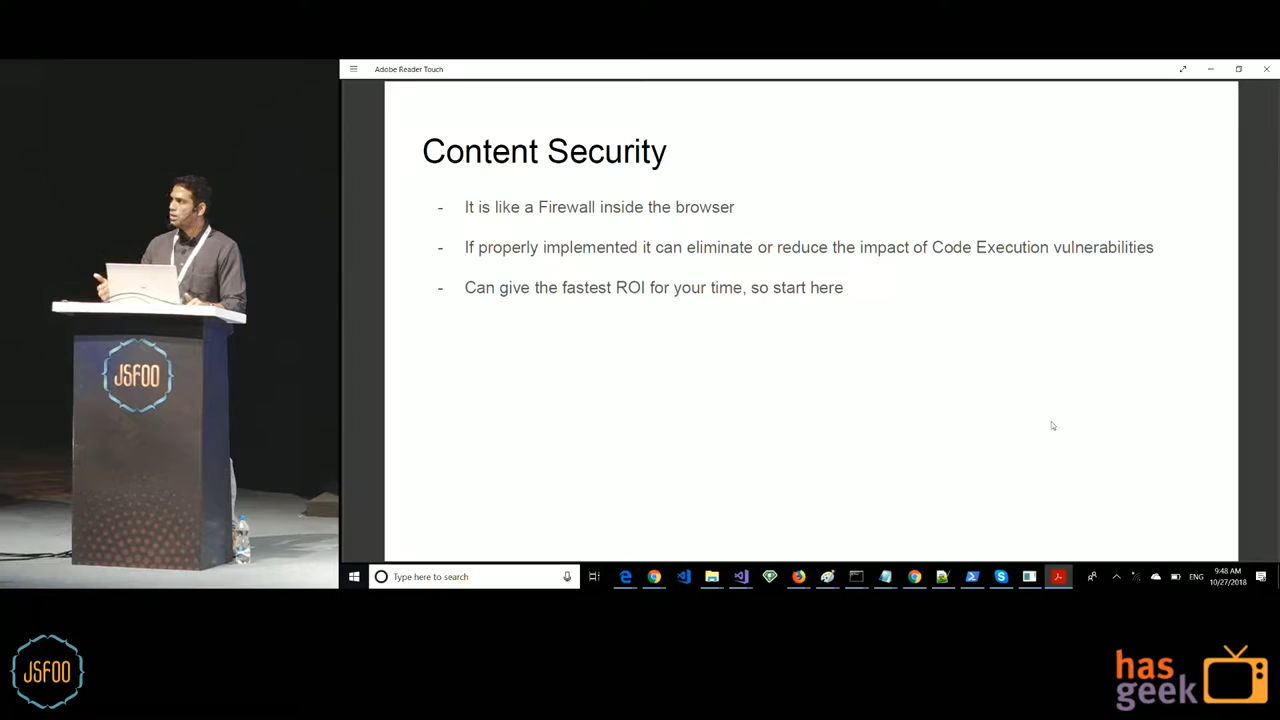 Adobe Reader Touch
Content Security
- It is like a Firewall inside the browser
- If properly implemented it can eliminate or reduce the impact of Code Execution vulnerabilities
- Can give the fastest ROI for your time, so start here
JSFOO
Type here to search
ENG
9:48 AM
10/27/2018
JSFOO
has
geek